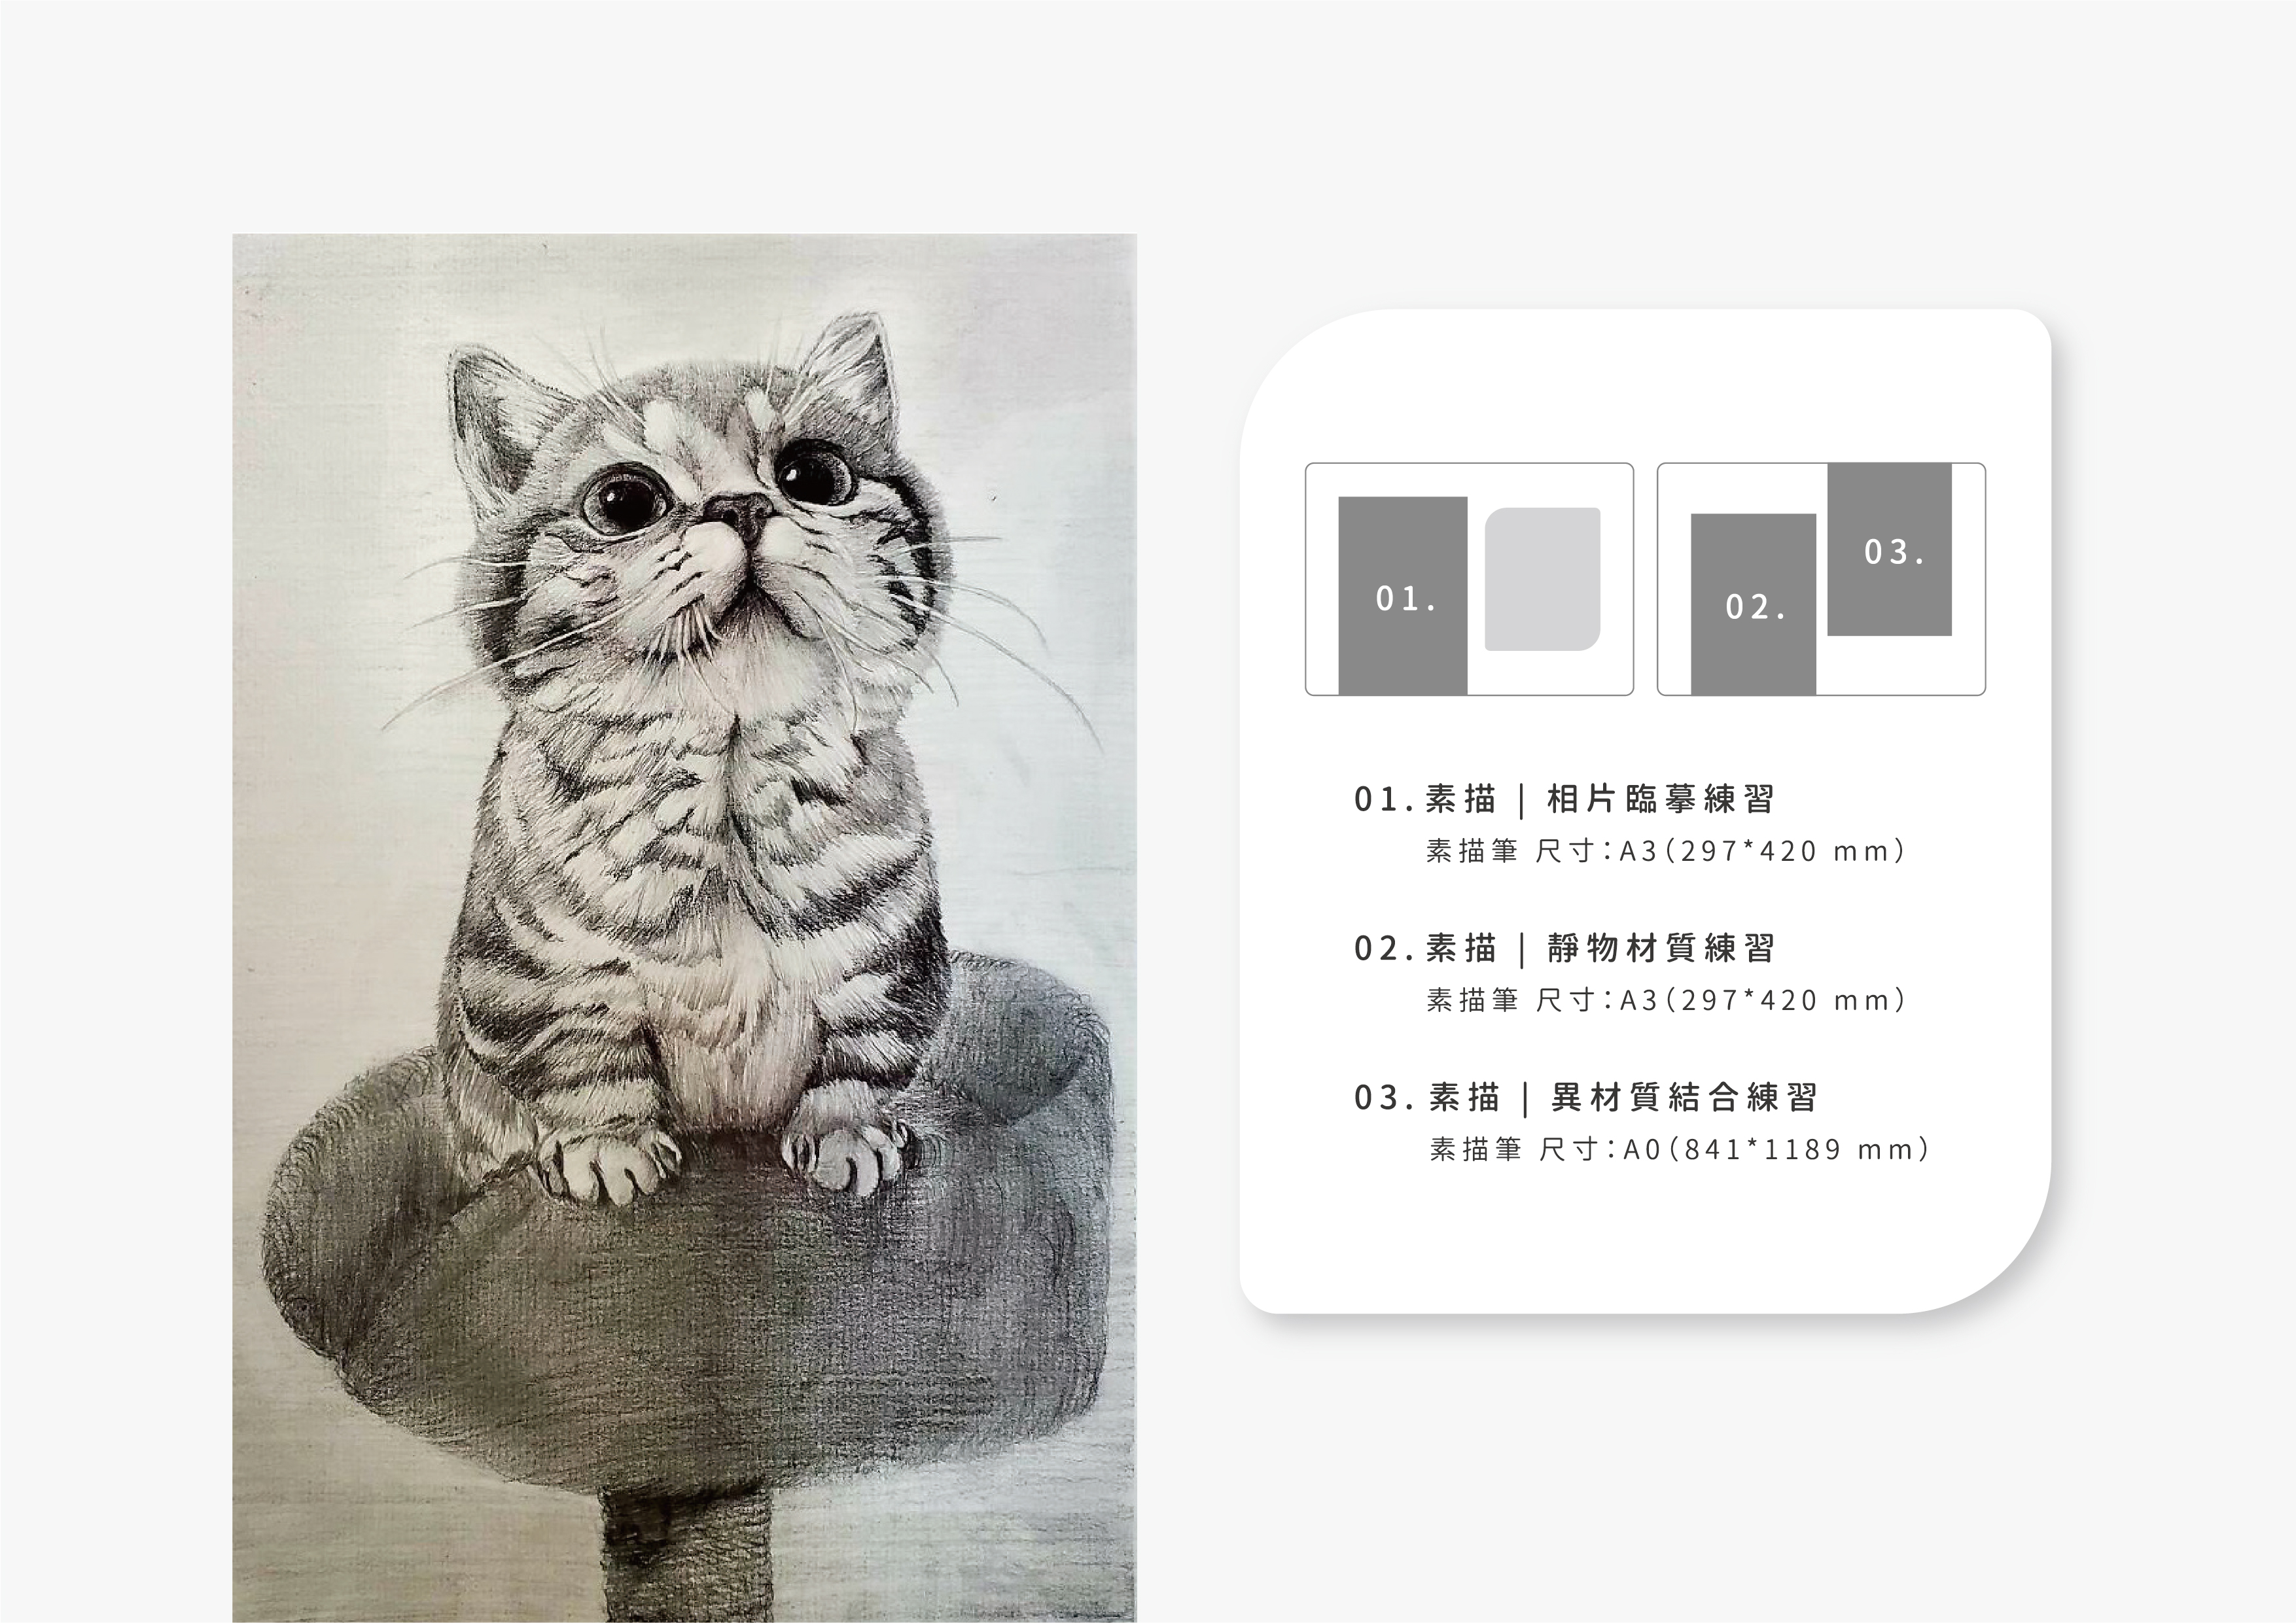 01.
02.
03.
01. 素描 | 相片臨摹練習
素描筆 尺寸：A3（297*420 mm）
02. 素描 | 靜物材質練習
素描筆 尺寸：A3（297*420 mm）
03. 素描 | 異材質結合練習
素描筆 尺寸：A0（841*1189 mm）